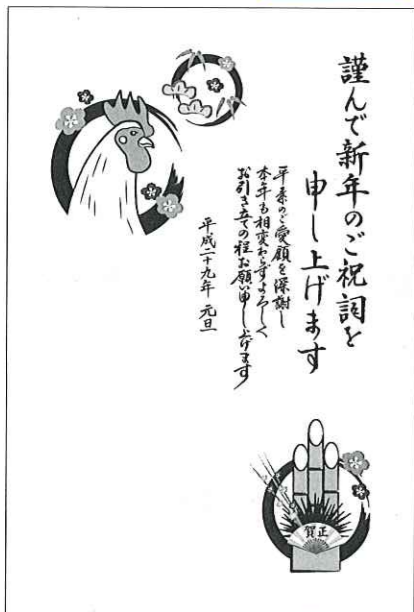 謹んで新年のご祝詞を
申し上げます
平素のご愛顧を深謝し
本年も相変わらずよろしく
お引き立ての程お願い申し上げます
平成二十九年 元旦
賀正